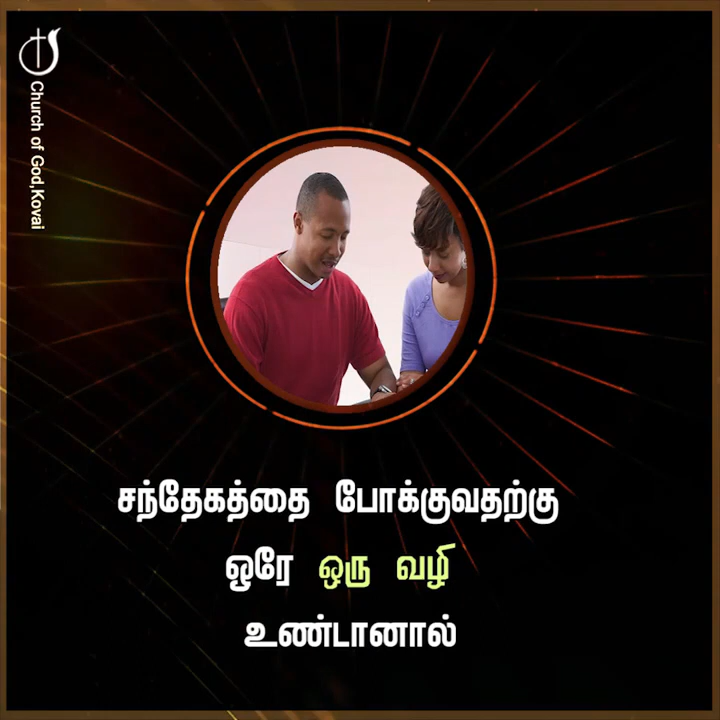 Church of God,Kovai
சந்தேகத்தை போக்குவதற்கு
ஒரே ஒரு வழி
உண்டானால்